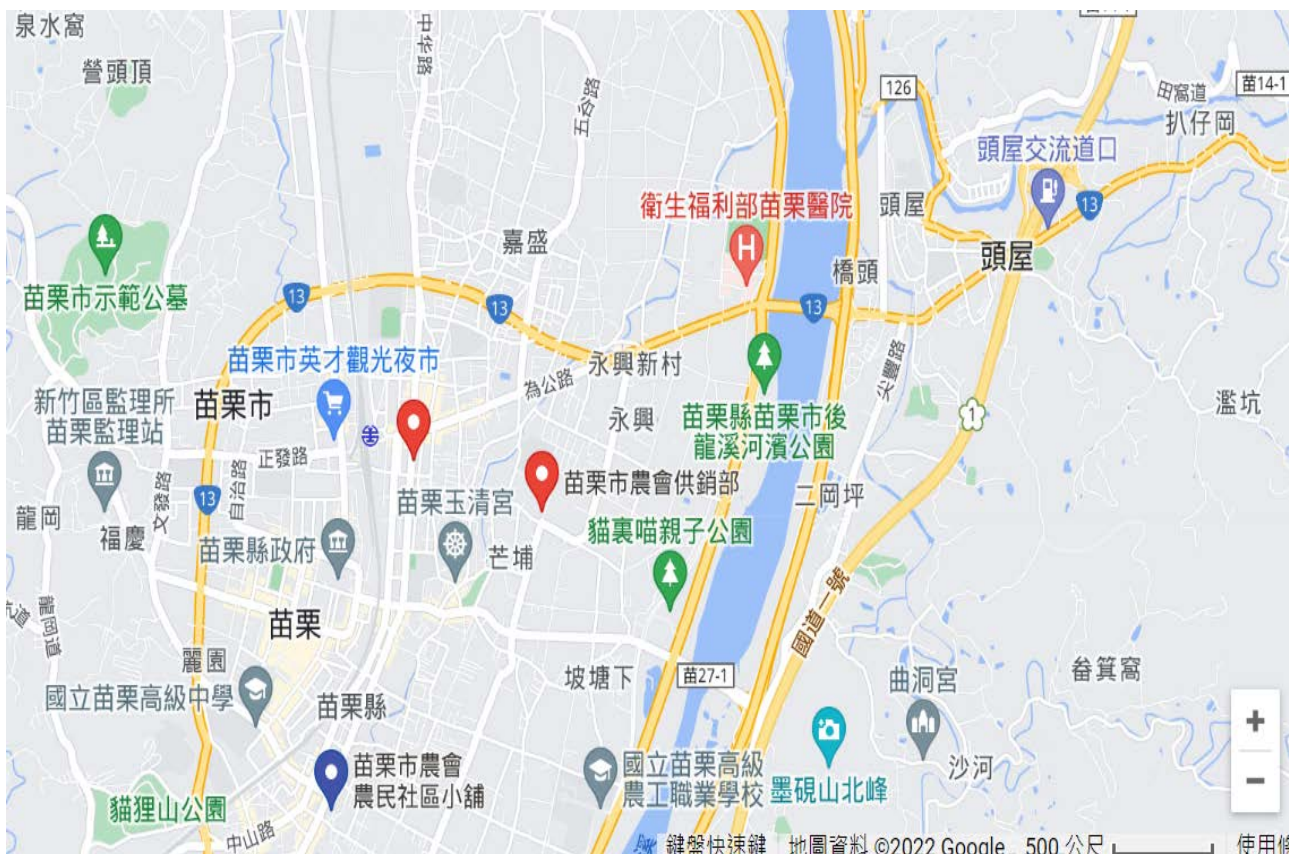 泉水窩
營頭頂
中华路
五谷路
126
田窩道
苗14-1
扒仔岡
頭屋交流道口
13
衛生福利部苗栗醫院
H
頭屋
頭屋
嘉盛
橋頭
苗栗市示範公墓
13
13
13
苗栗市英才觀光夜市
永興新村
為公路
尖豐路
濫坑
苗栗市
新竹區監理所
苗栗監理站
永興
苗栗縣苗栗市後
龍溪河濱公園
1
正發路
自治路
文發路
13
苗栗市農會供銷部
二岡坪
苗栗玉清宮
龍岡
福慶
苗栗縣政府
芒埔
貓裏喵親子公園
國道一號
龍岡道
苗栗
麗園
坡塘下
苗27-1
曲洞宮
畚箕窩
國立苗栗高級中學
苗栗縣
苗栗市農會
農民社區小舖
國立苗栗高級
農工職業學校
墨硯山北峰
沙河
貓狸山公園
中山路
+
−
鍵盤快速鍵
地圖資料 ©2022 Google
500 公尺